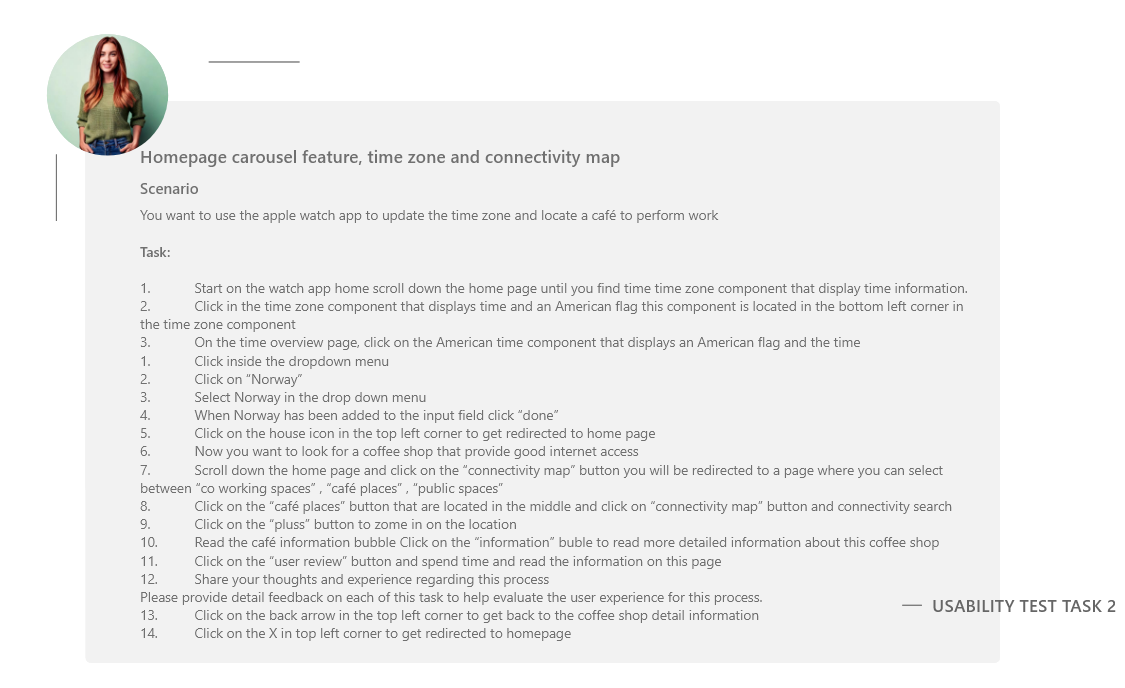 Homepage carousel feature, time zone and connectivity map
Scenario
You want to use the apple watch app to update the time zone and locate a café to perform work
Task:
1. Start on the watch app home scroll down the home page until you find time time zone component that display time information.
2. Click in the time zone component that displays time and an American flag this component is located in the bottom left corner in
the time zone component
3. On the time overview page, click on the American time component that displays an American flag and the time
1. Click inside the dropdown menu
2. Click on “Norway”
3. Select Norway in the drop down menu
4. When Norway has been added to the input field click “done”
5. Click on the house icon in the top left corner to get redirected to home page
6. Now you want to look for a coffee shop that provide good internet access
7. Scroll down the home page and click on the “connectivity map” button you will be redirected to a page where you can select
between “co working spaces” , “café places” , “public spaces”
8. Click on the “café places” button that are located in the middle and click on “connectivity map” button and connectivity search
9. Click on the “pluss” button to zome in on the location
10. Read the café information bubble Click on the “information” buble to read more detailed information about this coffee shop
11. Click on the “user review” button and spend time and read the information on this page
12. Share your thoughts and experience regarding this process
Please provide detail feedback on each of this task to help evaluate the user experience for this process.
13. Click on the back arrow in the top left corner to get back to the coffee shop detail information
14. Click on the X in top left corner to get redirected to homepage
USABILITY TEST TASK 2